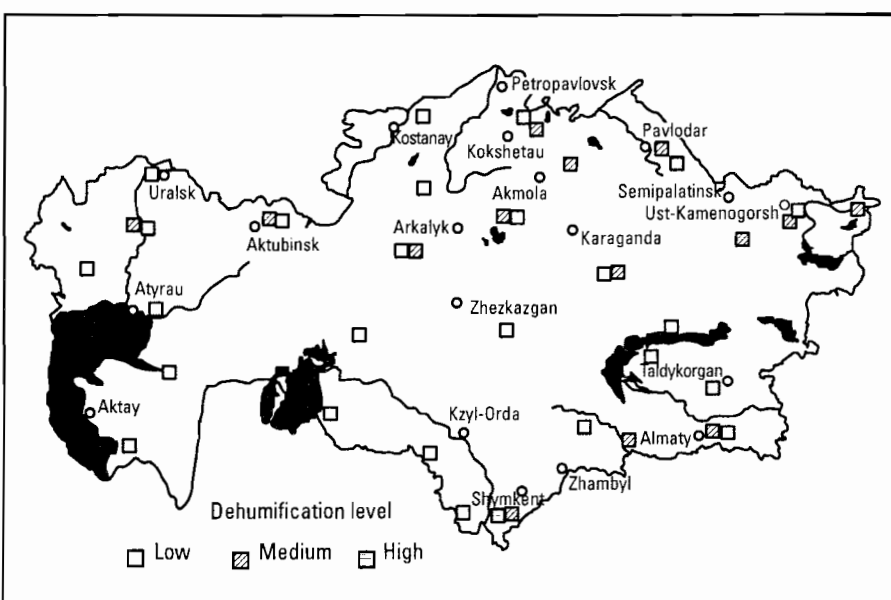 Petropavlovsk
Kostanay
Kokshetau
Pavlodar
Uralsk
Akmola
Semipalatinsk
Ust-Kamenogorsh
Aktubinsk
Arkalyk
Karaganda
Atyrau
Zhezkazgan
Taldykorgan
Aktay
Kzyl-Orda
Almaty
Zhambyl
Shymkent
Dehumification level
Low Medium High